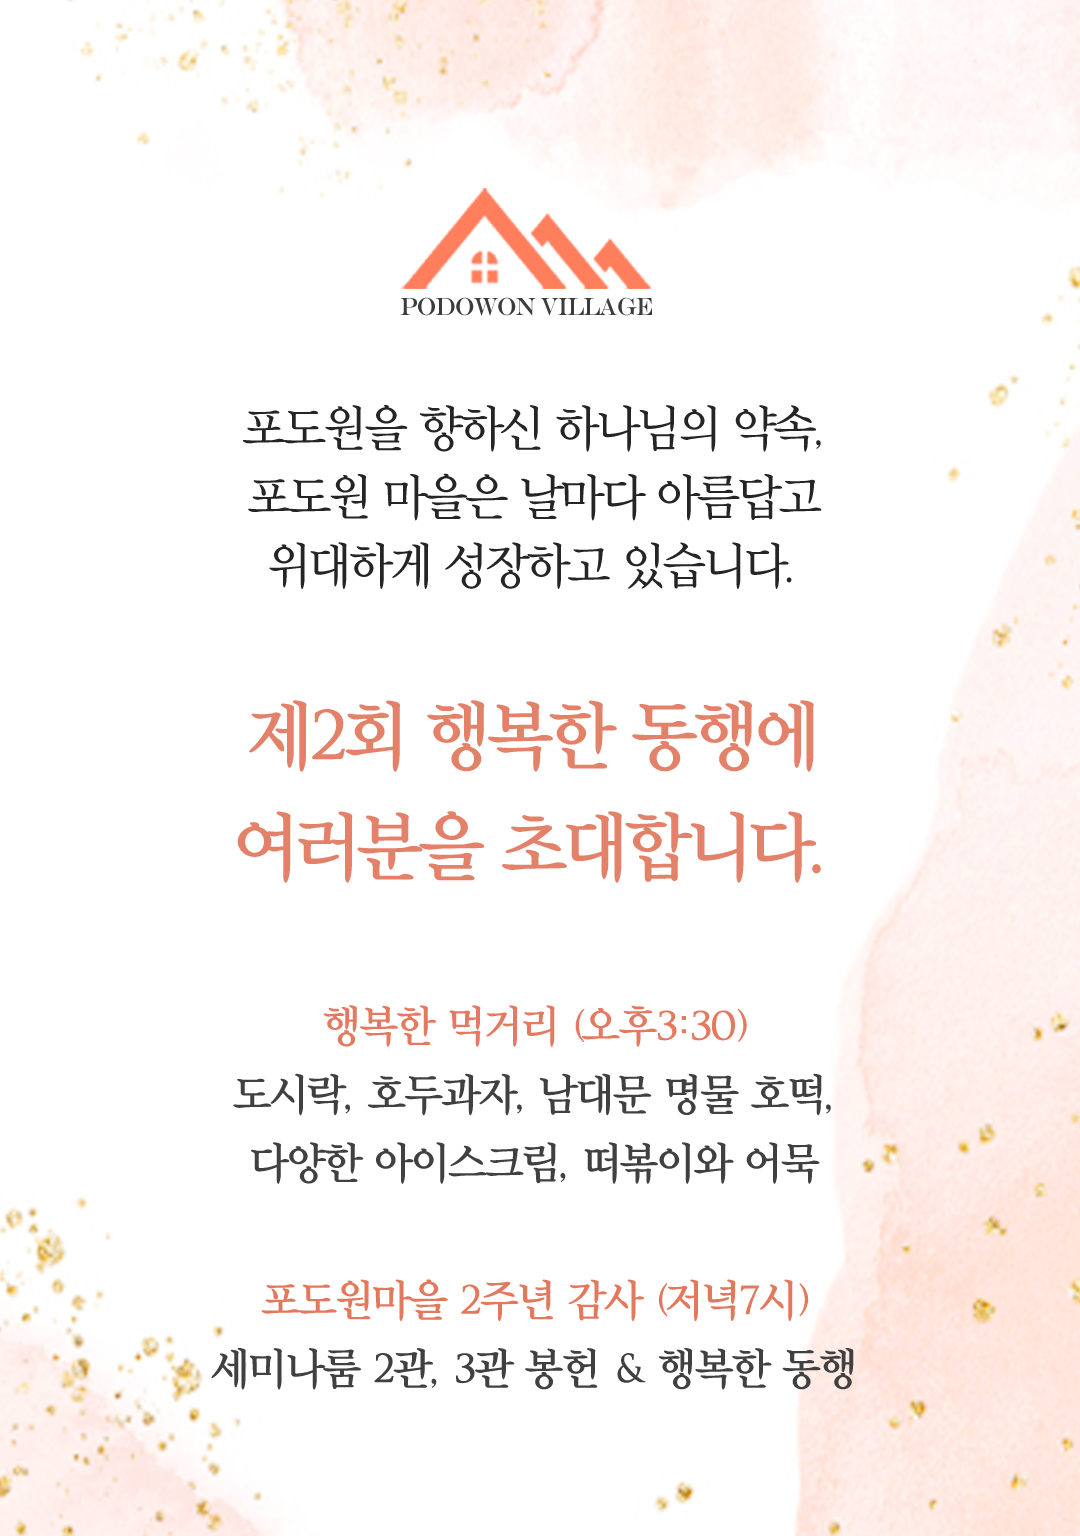 PODOWON VILLAGE
포도원을 향하신 하나님의 약속,
포도원 마을은 날마다 아름답고
위대하게 성장하고 있습니다.
제2회 행복한 동행에
여러분을 초대합니다.
행복한 먹거리 (오후3:30)
도시락, 호두과자, 남대문 명물 호떡,
다양한 아이스크림, 떠볶이와 어묵
포도원마을 2주년 감사 (저녁7시)
세미나룸 2관, 3관 봉헌 & 행복한 동행